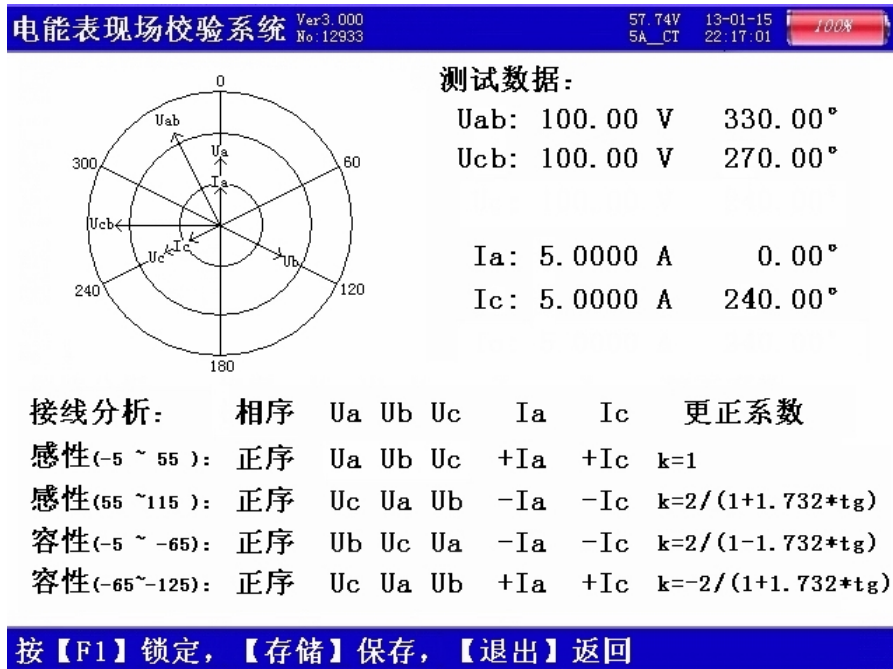 电能表现场校验系统 Ver3.000 No:12933 57.74V 5A__CT 13-01-15 22:17:01 100%
0
60
120
180
240
300
Uab
Ua
Ia
Ucb
Uc
Ic
Ub
测试数据:
Uab: 100.00 V 330.00°
Ucb: 100.00 V 270.00°
Ia: 5.0000 A 0.00°
Ic: 5.0000 A 240.00°
接线分析: 相序 Ua Ub Uc Ia Ic 更正系数
感性(-5 ~ 55 ): 正序 Ua Ub Uc +Ia +Ic k=1
感性(55 ~115 ): 正序 Uc Ua Ub -Ia -Ic k=2/(1+1.732*tg)
容性(-5 ~ -65): 正序 Ub Uc Ua -Ia -Ic k=2/(1-1.732*tg)
容性(-65~-125): 正序 Uc Ua Ub +Ia +Ic k=-2/(1+1.732*tg)
按【F1】锁定，【存储】保存，【退出】返回